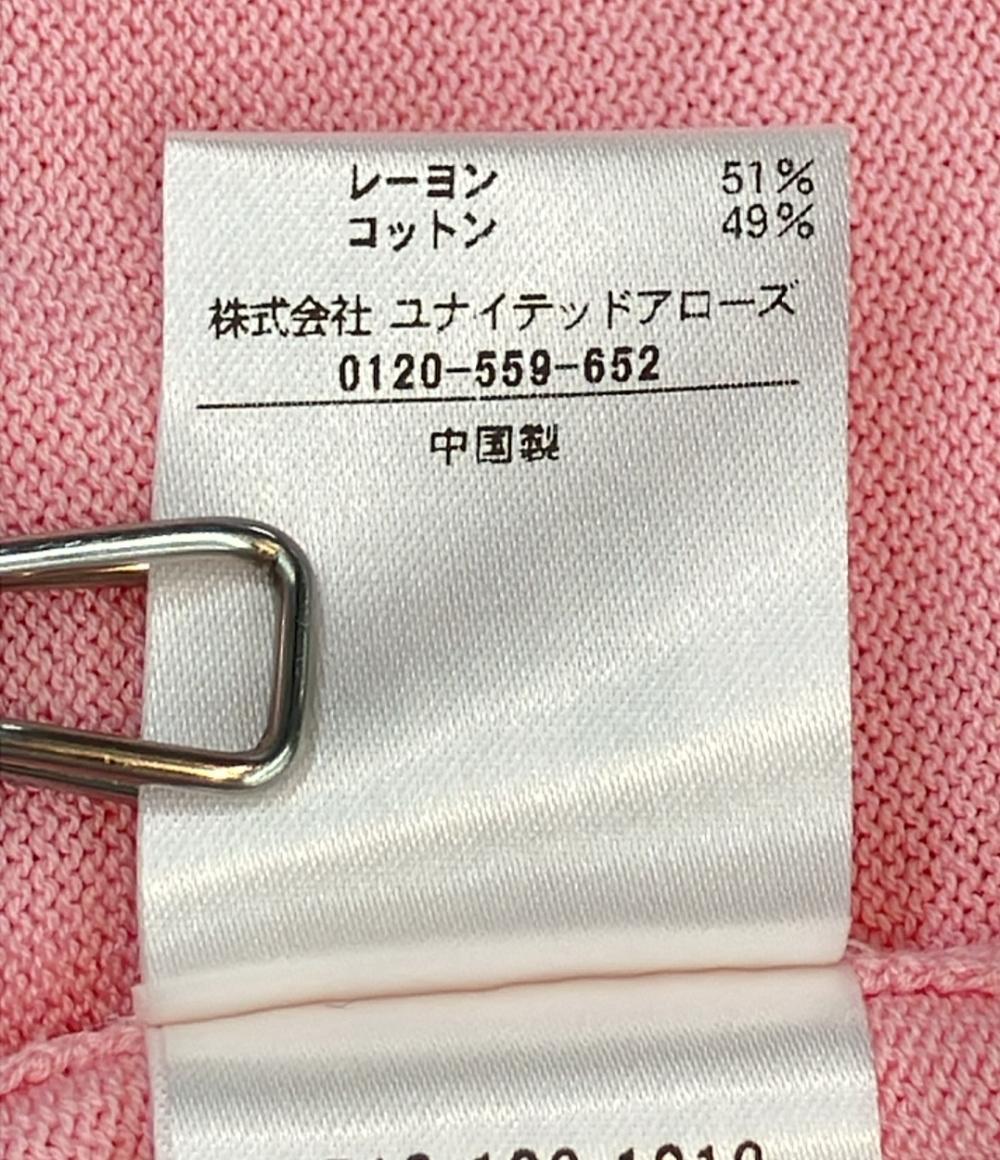 レーヨン 51%
コットン 49%
株式会社 ユナイテッドアローズ
0120-559-652
中国製